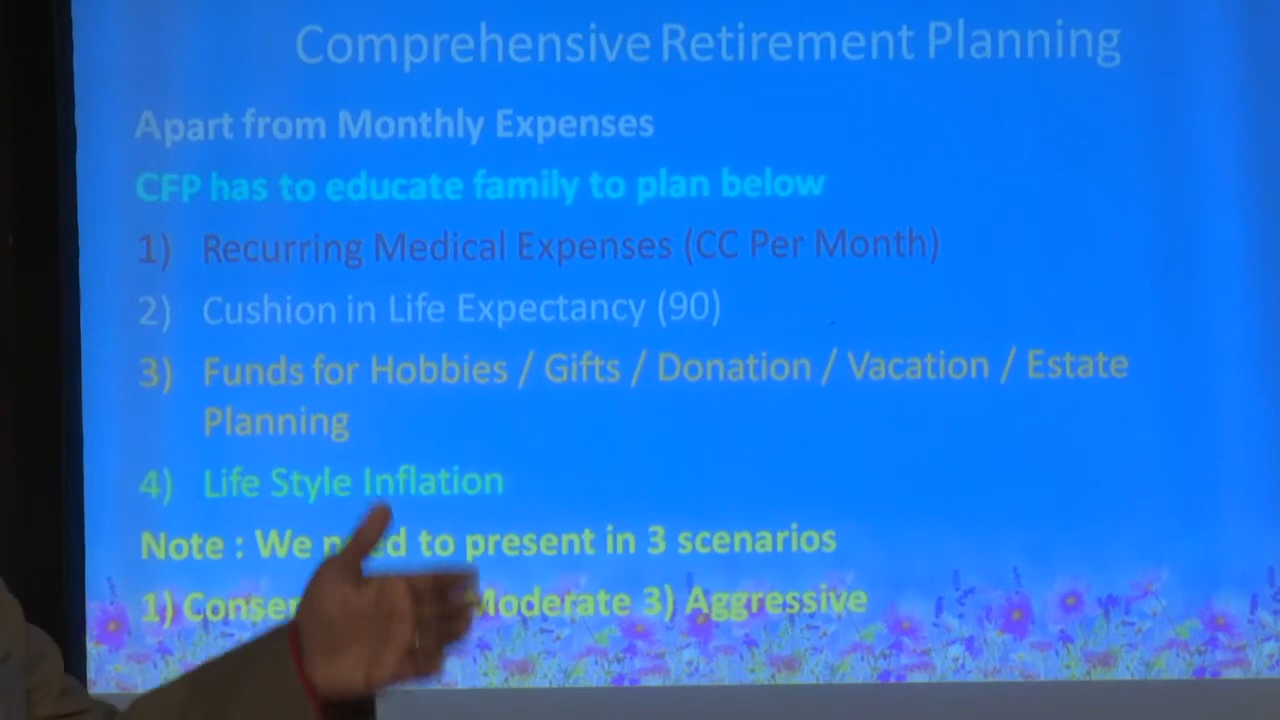 Comprehensive Retirement Planning
Apart from Monthly Expenses
CFP has to educate family to plan below
1) Recurring Medical Expenses (CC Per Month)
2) Cushion in Life Expectancy (90)
3) Funds for Hobbies / Gifts / Donation / Vacation / Estate
Planning
4) Life Style Inflation
Note : We need to present in 3 scenarios
1) Moderate 3) Aggressive